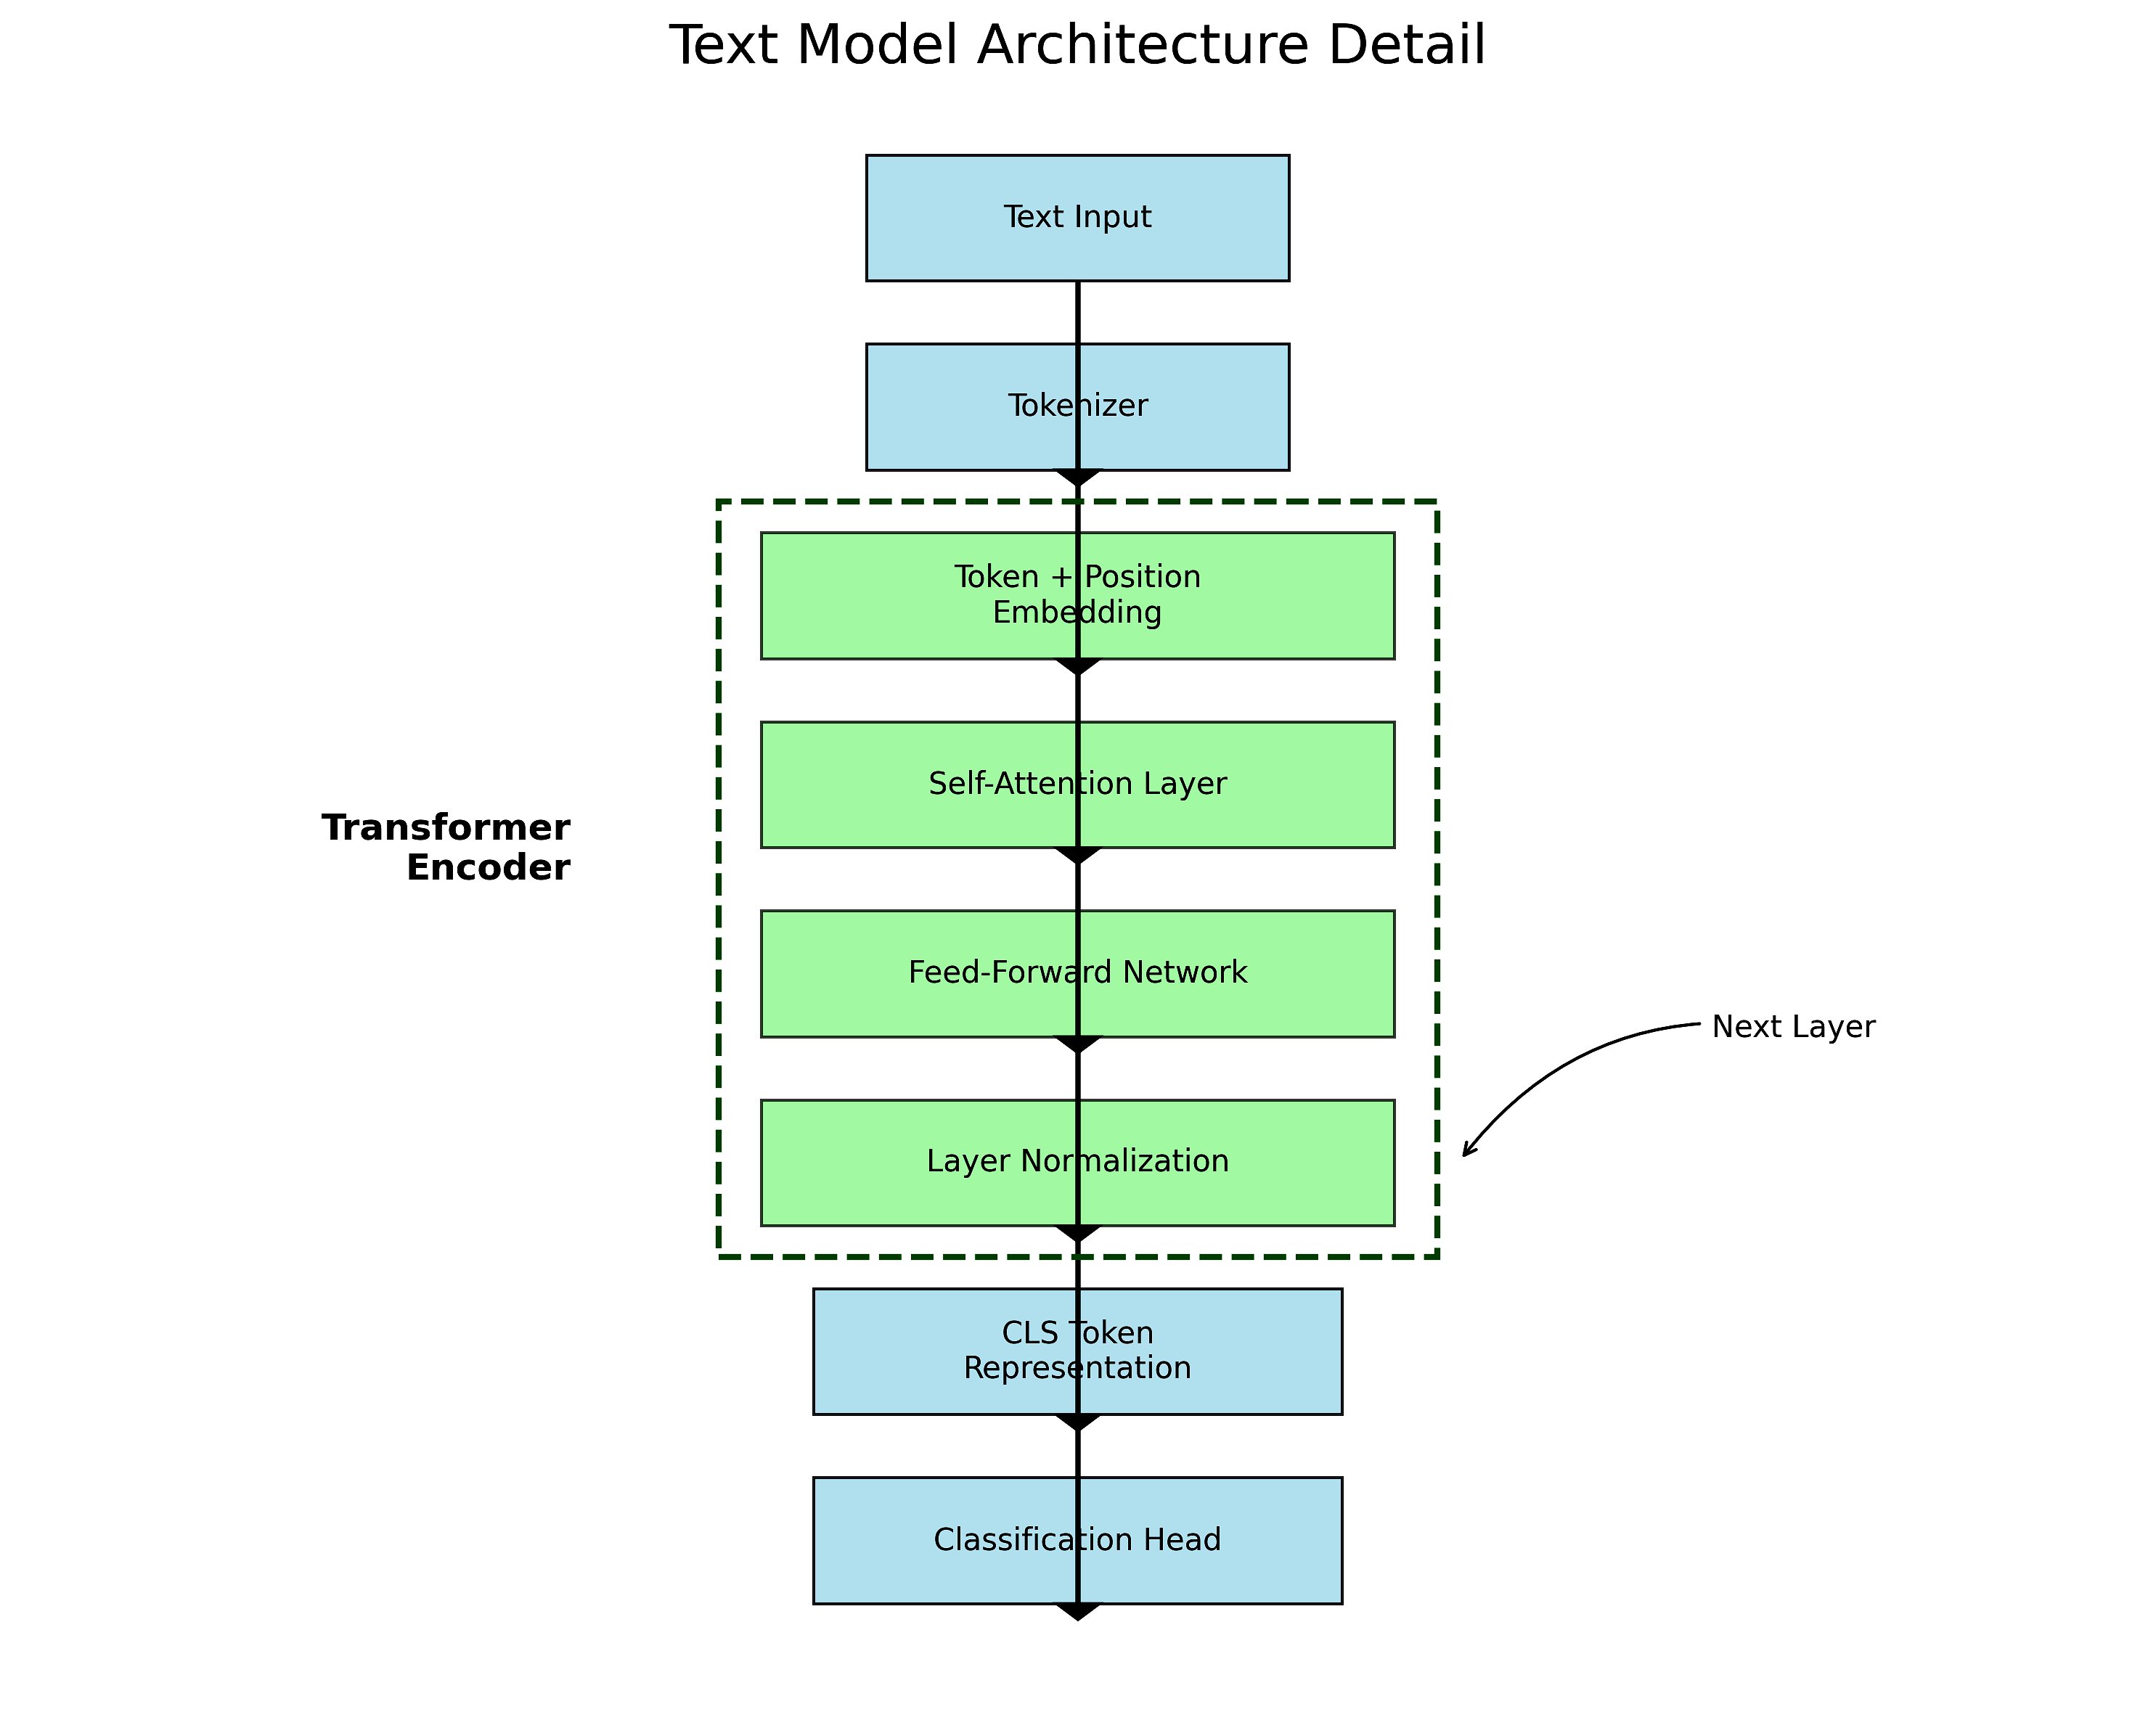 Text Model Architecture Detail
Text Input
Tokenizer
Token + Position
Embedding
Self-Attention Layer
Transformer
Encoder
Feed-Forward Network
Next Layer
Layer Normalization
CLS Token
Representation
Classification Head